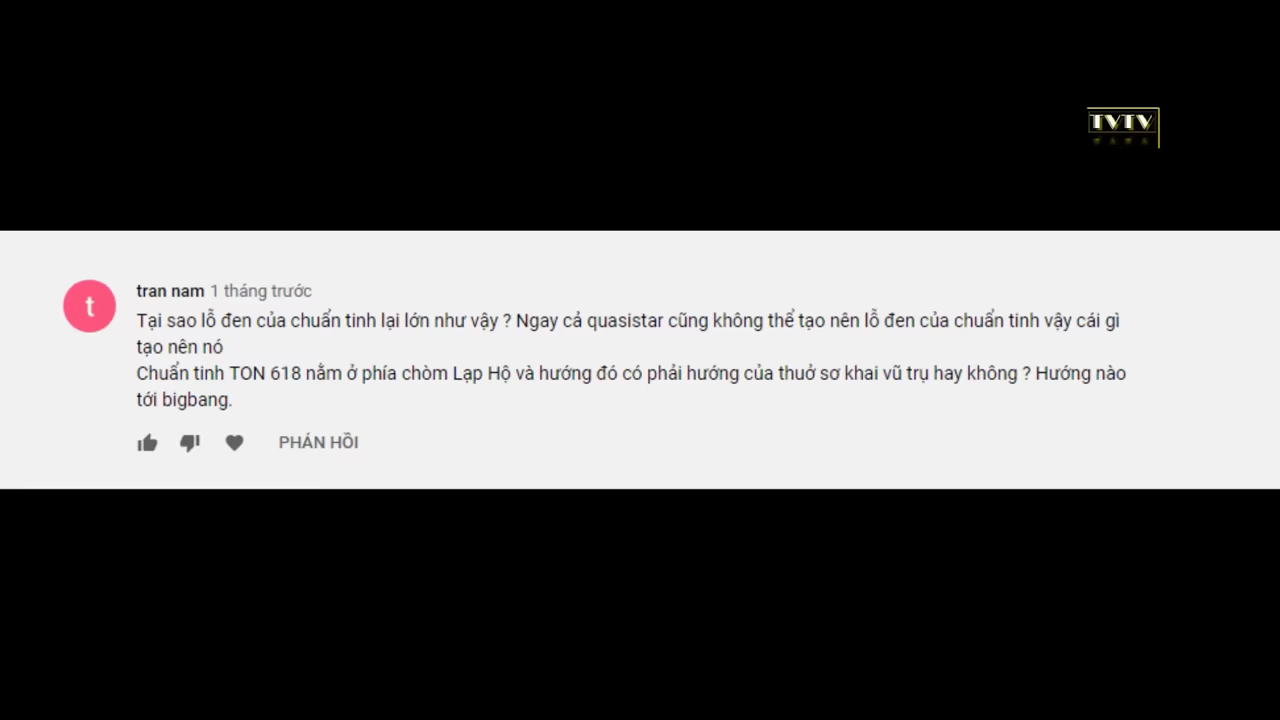 TVTV
tran nam 1 tháng trước
Tại sao lỗ đen của chuẩn tinh lại lớn như vậy ? Ngay cả quasistar cũng không thể tạo nên lỗ đen của chuẩn tinh vậy cái gì
tạo nên nó
Chuẩn tinh TON 618 nằm ở phía chòm Lạp Hộ và hướng đó có phải hướng của thuở sơ khai vũ trụ hay không ? Hướng nào
tới bigbang.
PHẢN HỒI
t